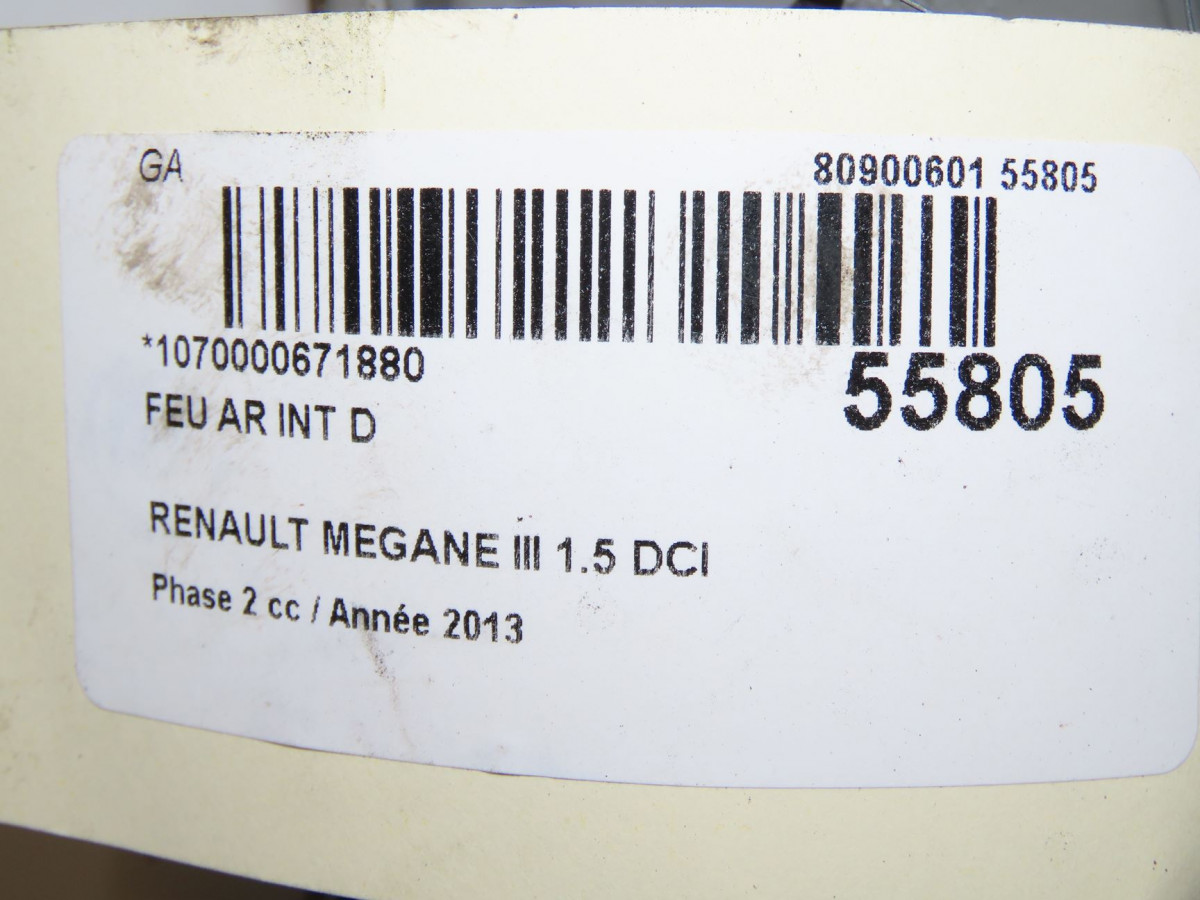 GA 80900601 55805
*1070000671880
55805
FEU AR INT D
RENAULT MEGANE III 1.5 DCI
Phase 2 cc / Année 2013